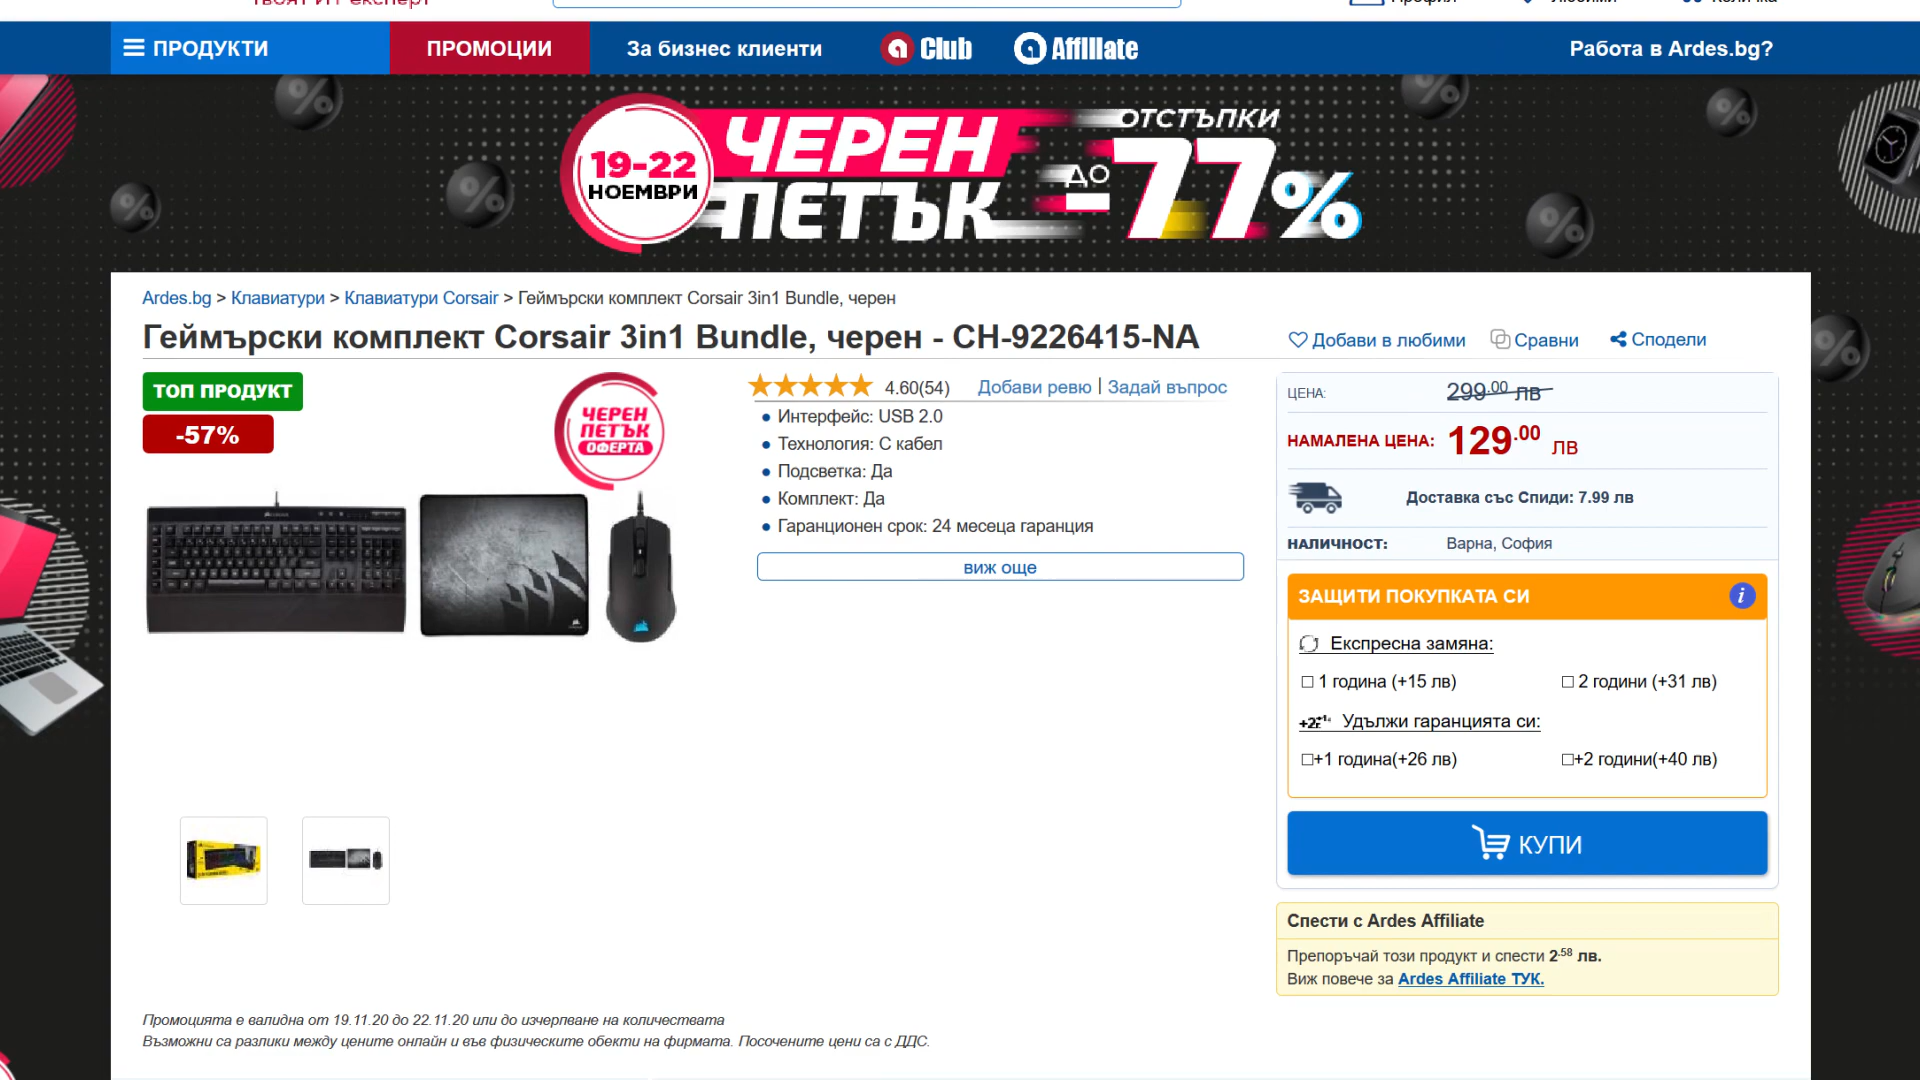 ПРОДУКТИ
ПРОМОЦИИ
За бизнес клиенти
Club
Affiliate
Работа в Ardes.bg?
19-22
НОЕМВРИ
ЧЕРЕН
ПЕТЪК
ОТСТЪПКИ
ДО
-77%
Ardes.bg > Клавиатури > Клавиатури Corsair > Геймърски комплект Corsair 3in1 Bundle, черен
Геймърски комплект Corsair 3in1 Bundle, черен - CH-9226415-NA
Добави в любими
Сравни
Сподели
ТОП ПРОДУКТ
-57%
ЧЕРЕН
ПЕТЪК
ОФЕРТА
4.60(54)
Добави ревю | Задай въпрос
Интерфейс: USB 2.0
Технология: С кабел
Подсветка: Да
Комплект: Да
Гаранционен срок: 24 месеца гаранция
виж още
ЦЕНА: 299.00 лв
НАМАЛЕНА ЦЕНА: 129.00 лв
Доставка със Спиди: 7.99 лв
НАЛИЧНОСТ: Варна, София
ЗАЩИТИ ПОКУПКАТА СИ
Експресна замяна:
1 година (+15 лв)
2 години (+31 лв)
Удължи гаранцията си:
+1 година(+26 лв)
+2 години(+40 лв)
КУПИ
Спести с Ardes Affiliate
Препоръчай този продукт и спести 2.58 лв.
Виж повече за Ardes Affiliate ТУК.
Промоцията е валидна от 19.11.20 до 22.11.20 или до изчерпване на количествата
Възможни са разлики между цените онлайн и във физическите обекти на фирмата. Посочените цени са с ДДС.